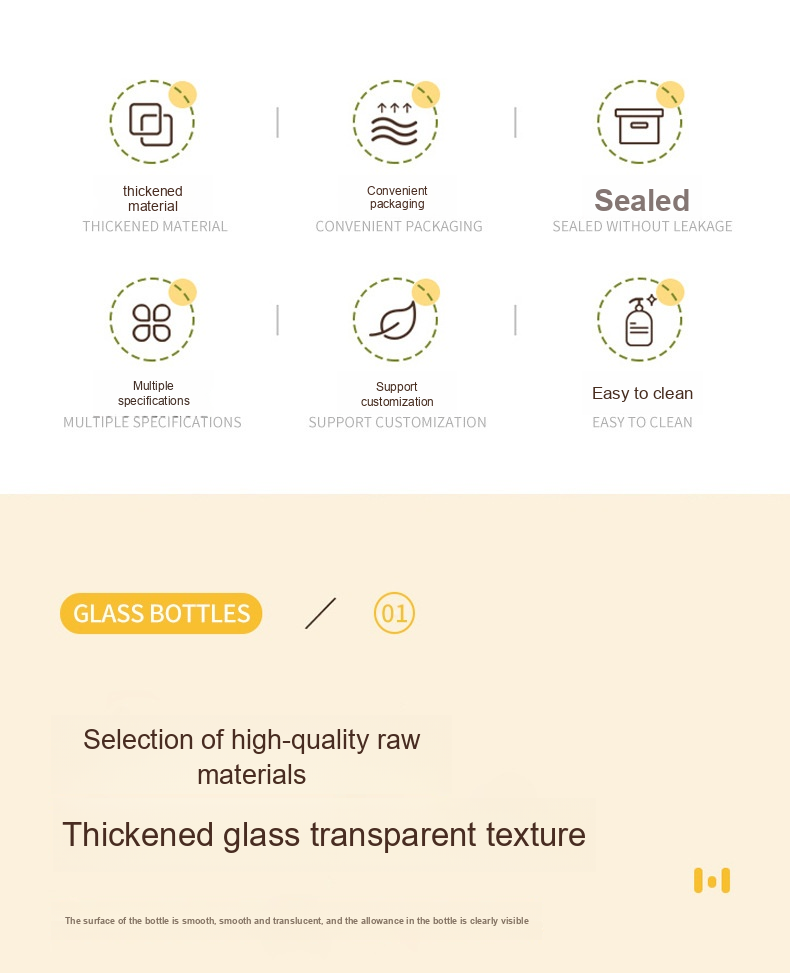 thickened
material
THICKENED MATERIAL
Convenient
packaging
CONVENIENT PACKAGING
Sealed
SEALED WITHOUT LEAKAGE
Multiple
specifications
MULTIPLE SPECIFICATIONS
Support
customization
SUPPORT CUSTOMIZATION
Easy to clean
EASY TO CLEAN
GLASS BOTTLES
01
Selection of high-quality raw
materials
Thickened glass transparent texture
The surface of the bottle is smooth, smooth and translucent, and the allowance in the bottle is clearly visible